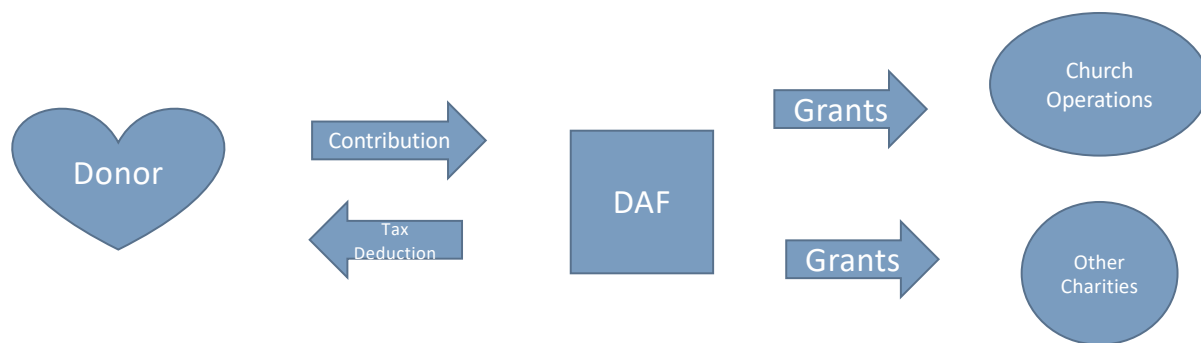 Donor
Contribution
Tax
Deduction
DAF
Grants
Grants
Church
Operations
Other
Charities